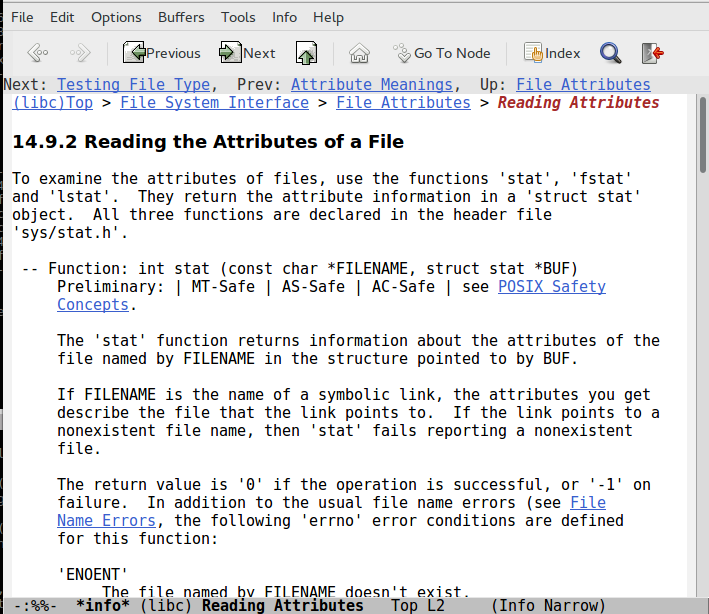 File Edit Options Buffers Tools Info Help
Previous Next Go To Node Index
Next: Testing File Type, Prev: Attribute Meanings, Up: File Attributes
(libc)Top > File System Interface > File Attributes > Reading Attributes
14.9.2 Reading the Attributes of a File
To examine the attributes of files, use the functions 'stat', 'fstat'
and 'lstat'. They return the attribute information in a 'struct stat'
object. All three functions are declared in the header file
'sys/stat.h'.
-- Function: int stat (const char *FILENAME, struct stat *BUF)
Preliminary: | MT-Safe | AS-Safe | AC-Safe | see POSIX Safety
Concepts.
The 'stat' function returns information about the attributes of the
file named by FILENAME in the structure pointed to by BUF.
If FILENAME is the name of a symbolic link, the attributes you get
describe the file that the link points to. If the link points to a
nonexistent file name, then 'stat' fails reporting a nonexistent
file.
The return value is '0' if the operation is successful, or '-1' on
failure. In addition to the usual file name errors (see File
Name Errors, the following 'errno' error conditions are defined
for this function:
'ENOENT'
The file named by FILENAME doesn't exist.
-:%%- *info* (libc) Reading Attributes Top L2 (Info Narrow)